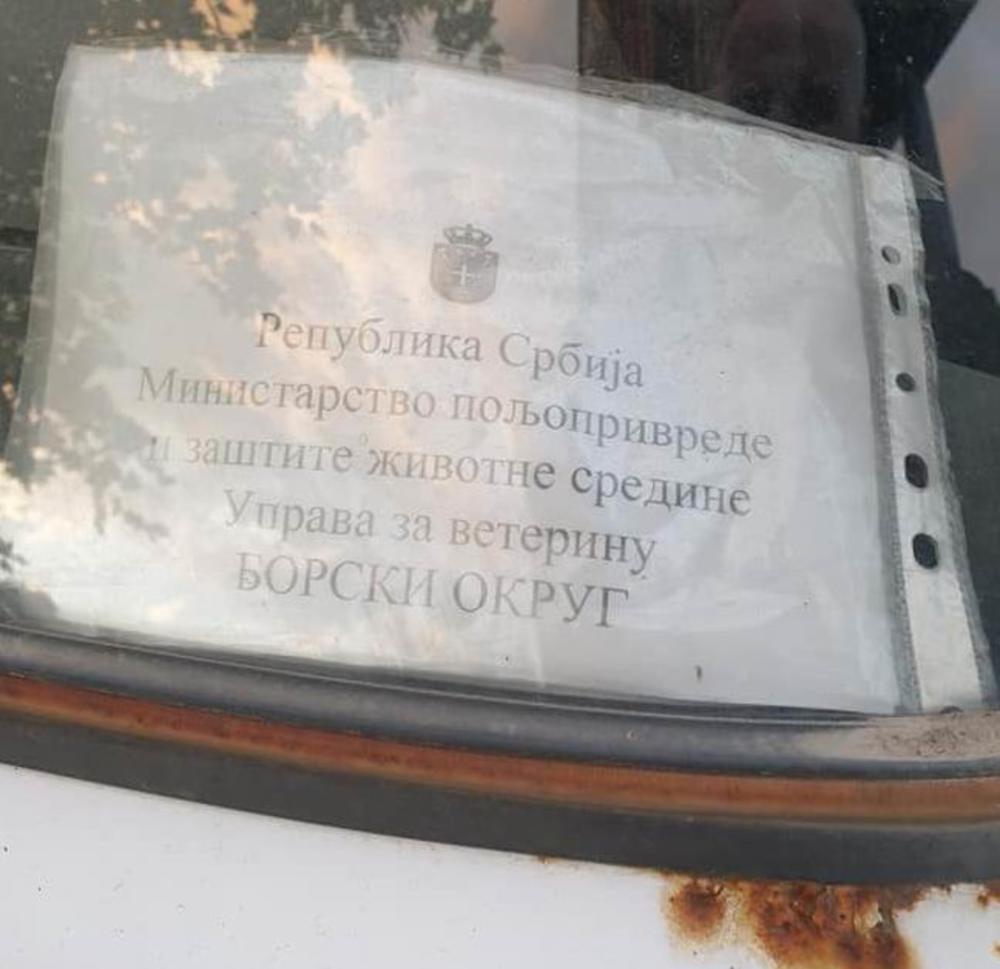 Република Србија
Министарство пољопривреде
и заштите животне средине
Управа за ветерину
БОРСКИ ОКРУГ